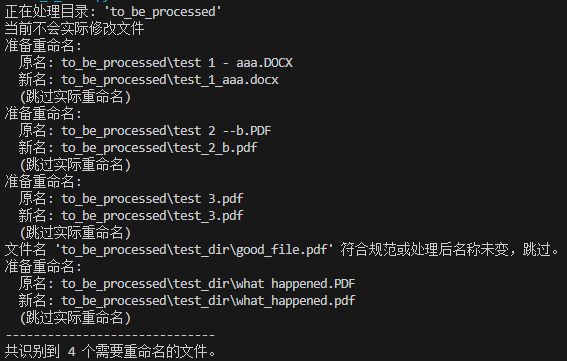 正在处理目录: 'to_be_processed'
当前不会实际修改文件
准备重命名:
  原名: to_be_processed\test 1 - aaa.DOCX
  新名: to_be_processed\test_1_aaa.docx
  (跳过实际重命名)
准备重命名:
  原名: to_be_processed\test 2 --b.PDF
  新名: to_be_processed\test_2_b.pdf
  (跳过实际重命名)
准备重命名:
  原名: to_be_processed\test 3.pdf
  新名: to_be_processed\test_3.pdf
  (跳过实际重命名)
文件名 'to_be_processed\test_dir\good_file.pdf' 符合规范或处理后名称未变，跳过。
准备重命名:
  原名: to_be_processed\test_dir\what happened.PDF
  新名: to_be_processed\test_dir\what_happened.pdf
  (跳过实际重命名)
------------------------------
共识别到 4 个需要重命名的文件。